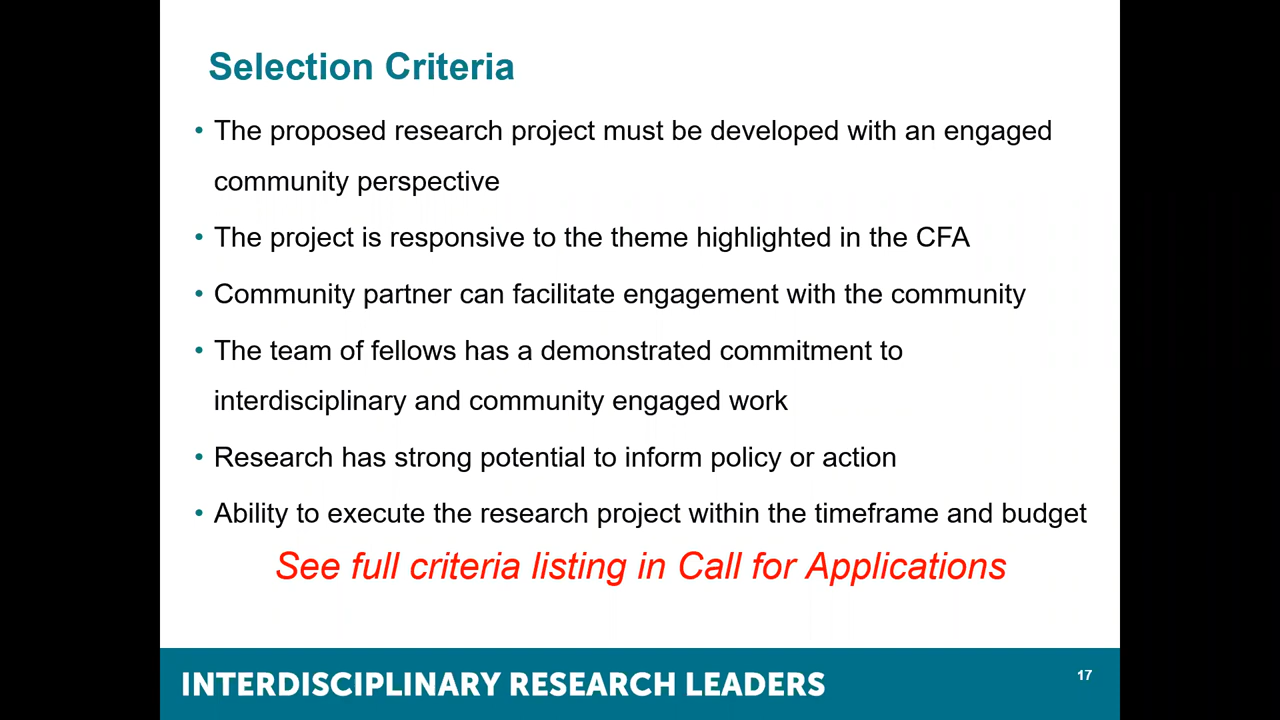 Selection Criteria
• The proposed research project must be developed with an engaged
community perspective
• The project is responsive to the theme highlighted in the CFA
• Community partner can facilitate engagement with the community
• The team of fellows has a demonstrated commitment to
interdisciplinary and community engaged work
• Research has strong potential to inform policy or action
• Ability to execute the research project within the timeframe and budget
See full criteria listing in Call for Applications
INTERDISCIPLINARY RESEARCH LEADERS
17